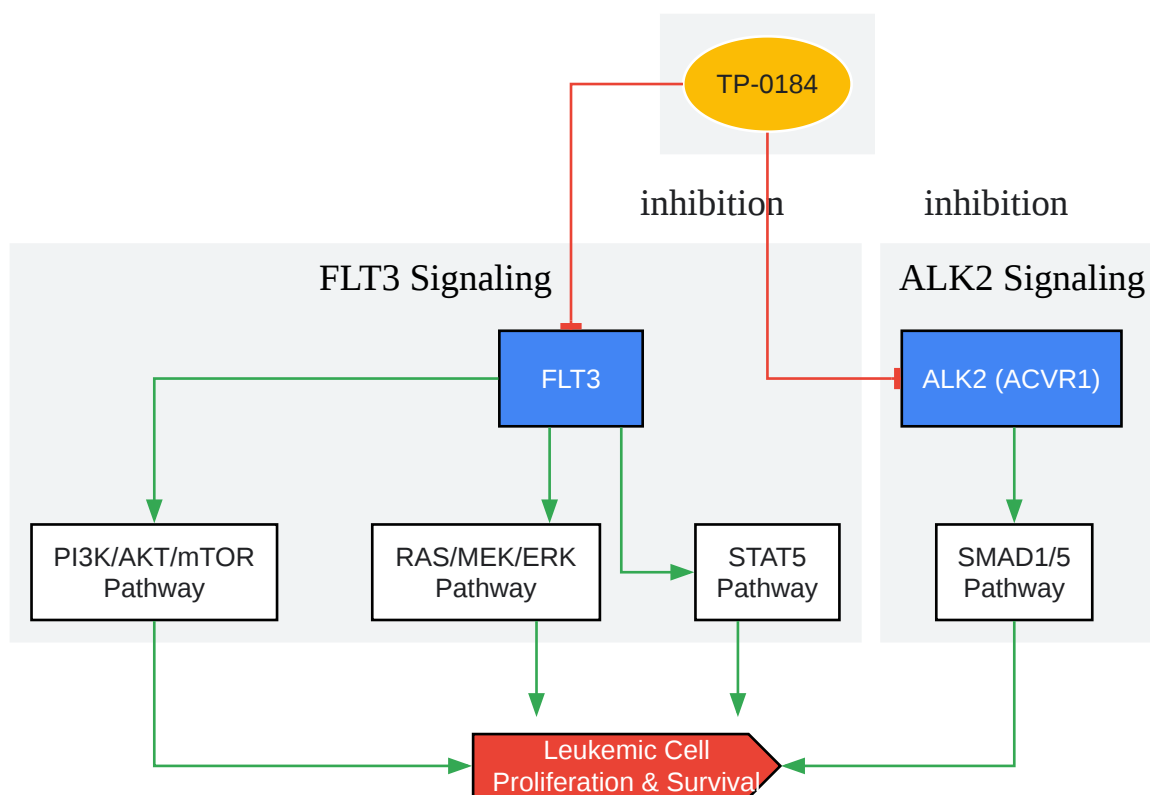 TP-0184
inhibition
inhibition
FLT3 Signaling
ALK2 Signaling
FLT3
ALK2 (ACVR1)
PI3K/AKT/mTOR
Pathway
RAS/MEK/ERK
Pathway
STAT5
Pathway
SMAD1/5
Pathway
Leukemic Cell
Proliferation & Survival